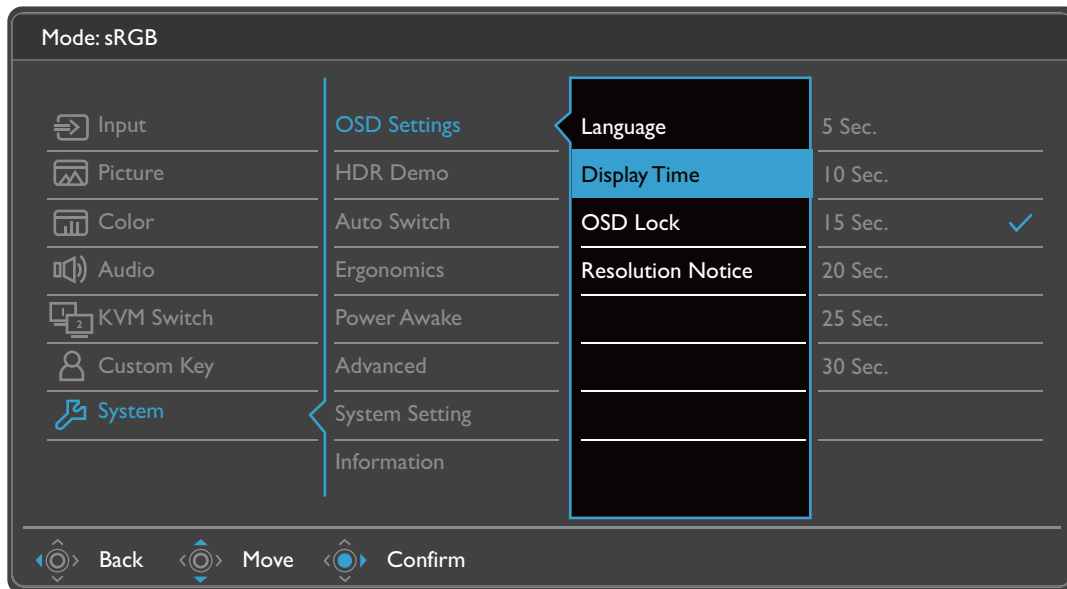 Mode: sRGB
Input
Picture
Color
Audio
1
2
KVM Switch
Custom Key
System
OSD Settings
HDR Demo
Auto Switch
Ergonomics
Power Awake
Advanced
System Setting
Information
Language
Display Time
OSD Lock
Resolution Notice
5 Sec.
10 Sec.
15 Sec.
20 Sec.
25 Sec.
30 Sec.
Back
Move
Confirm